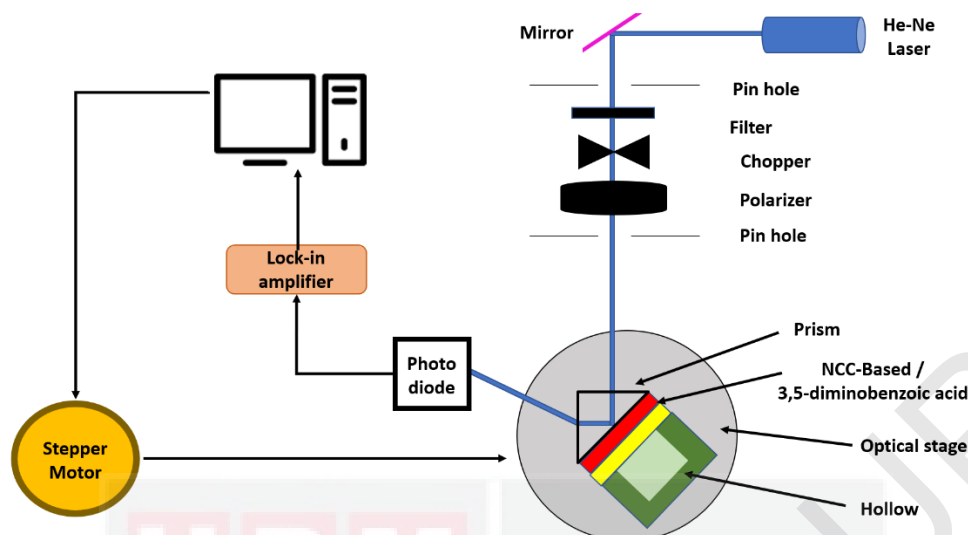 Mirror
He-Ne
Laser
Pin hole
Filter
Chopper
Polarizer
Pin hole
Lock-in
amplifier
Photo
diode
Prism
NCC-Based /
3,5-diminobenzoic acid
Optical stage
Hollow
Stepper
Motor